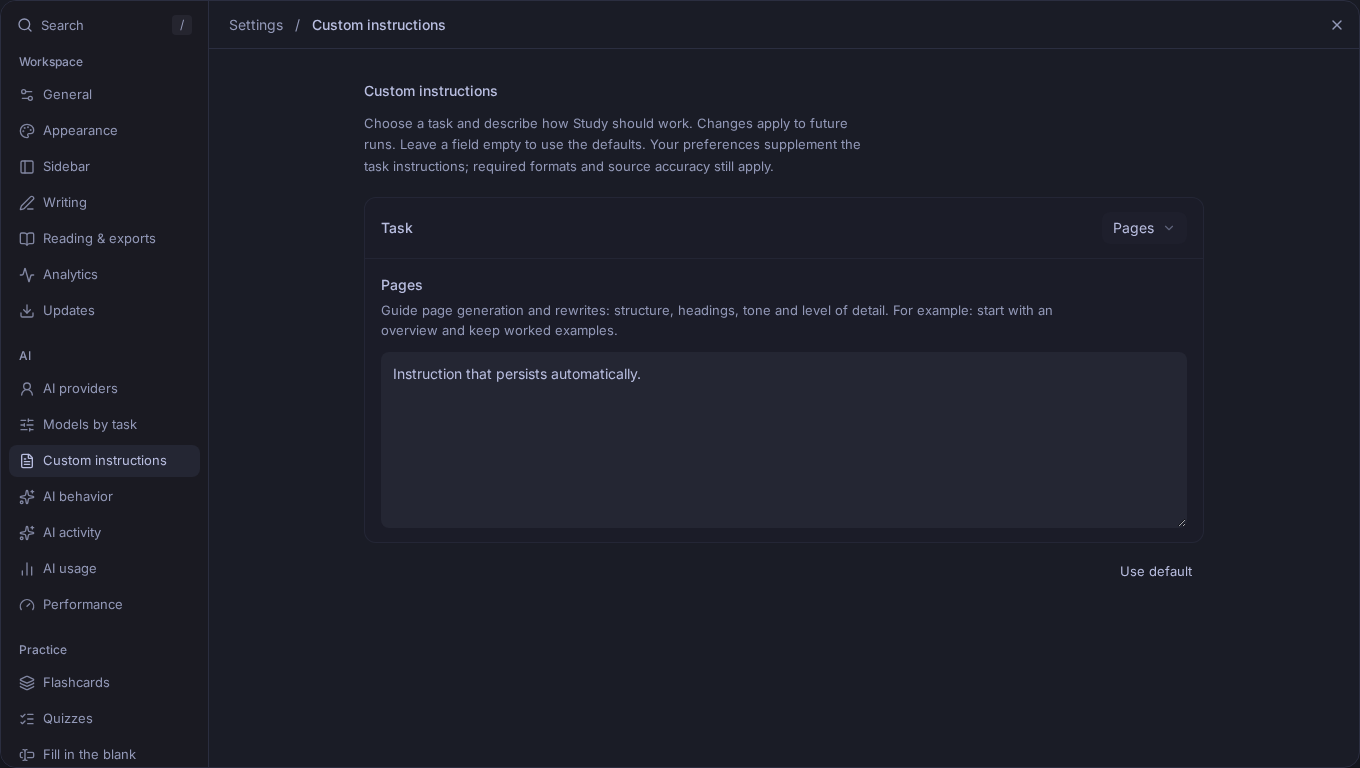 Search /
Workspace
General
Appearance
Sidebar
Writing
Reading & exports
Analytics
Updates
AI
AI providers
Models by task
Custom instructions
AI behavior
AI activity
AI usage
Performance
Practice
Flashcards
Quizzes
Fill in the blank
Settings / Custom instructions
Custom instructions
Choose a task and describe how Study should work. Changes apply to future
runs. Leave a field empty to use the defaults. Your preferences supplement the
task instructions; required formats and source accuracy still apply.
Task Pages
Pages
Guide page generation and rewrites: structure, headings, tone and level of detail. For example: start with an
overview and keep worked examples.
Instruction that persists automatically.
Use default